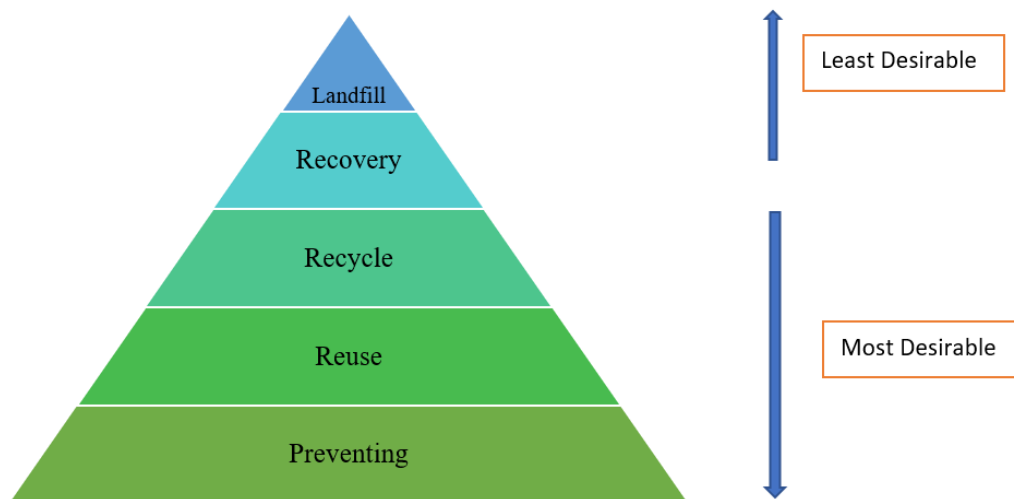 Landfill
Least Desirable
Recovery
Recycle
Reuse
Most Desirable
Preventing